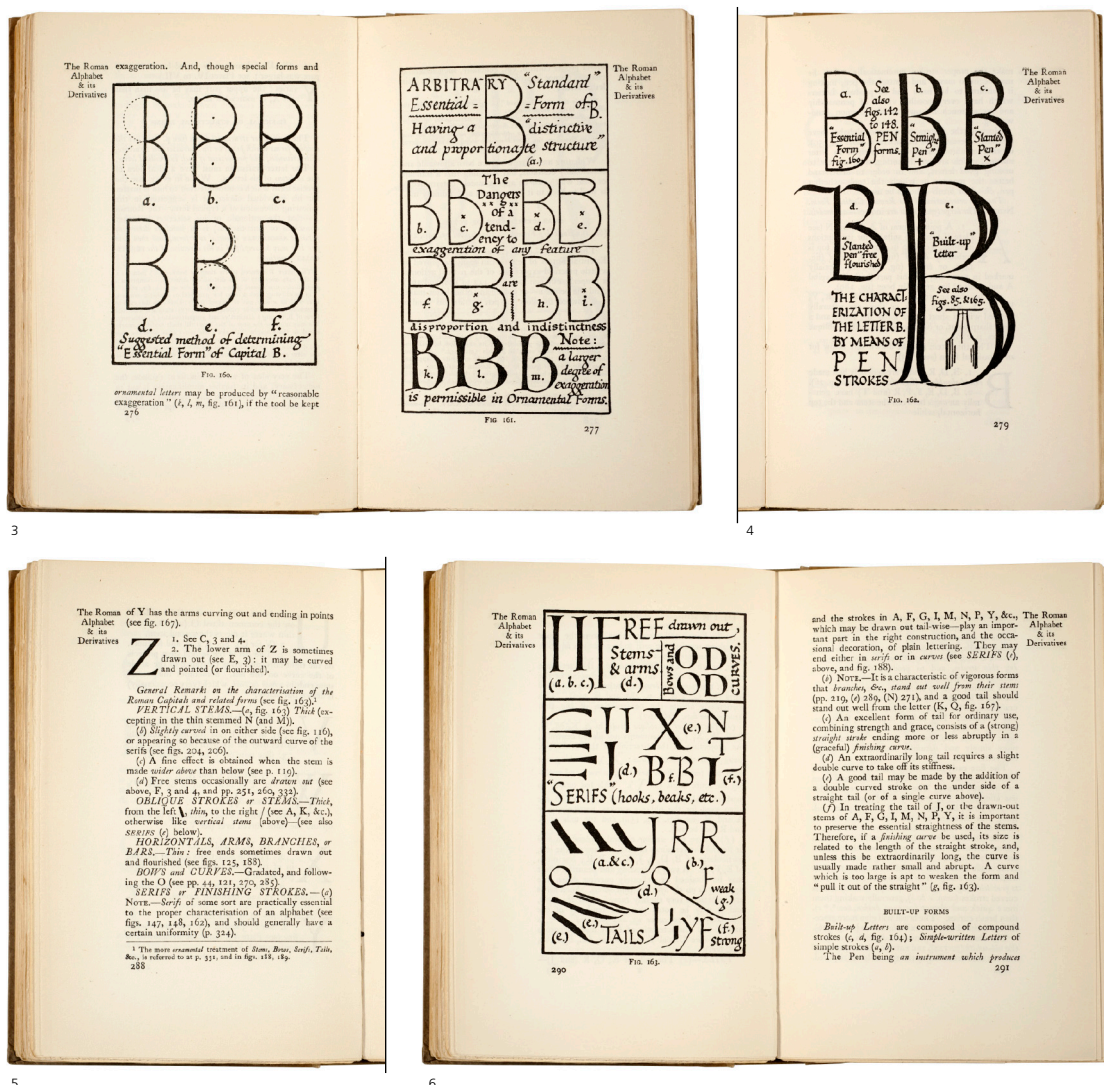 The Roman
Alphabet
& its
Derivatives
exaggeration. And, though special forms and
a.
b.
c.
d.
e.
f.
Suggested method of determining
"Essential Form" of Capital B.
Fig. 160.
ornamental letters may be produced by "reasonable
exaggeration" (k, l, m, fig. 161), if the tool be kept
276
The Roman
Alphabet
& its
Derivatives
ARBITRARY "Standard"
Essential = B = Form of B.
Having a "distinctive
and proportionate structure"
(a.)
The
Dangers
of a
tend-
ency to
B B B B
b. c. d. e.
exaggeration of any feature
B B are B B
f. g. h. i.
disproportion and indistinctness
B B B
k. l. m.
Note:
a larger
degree of
exaggeration
is permissible in Ornamental Forms.
Fig 161.
277
3
The Roman
Alphabet
& its
Derivatives
B B B
a.
"Essential
Form"
fig. 160.
See
also
figs. 142
to 148.
PEN
forms.
b.
c.
"Slanted
Pen"
×
B B
d.
"Slanted
pen" free
flourished
e.
"Built-up"
letter
See also
figs. 85, & 165.
THE CHARACT-
ERIZATION OF
THE LETTER B.
BY MEANS OF
PEN
STROKES
Fig. 162.
279
4
The Roman
Alphabet
& its
Derivatives
of Y has the arms curving out and ending in points
(see fig. 167).
Z
1. See C, 3 and 4.
2. The lower arm of Z is sometimes
drawn out (see E, 3): it may be curved
and pointed (or flourished).
General Remarks on the characterisation of the
Roman Capitals and related forms (see fig. 163).¹
VERTICAL STEMS.—(a, fig. 163) Thick (ex-
cepting in the thin stemmed N (and M)).
(b) Slightly curved in on either side (see fig. 116),
or appearing so because of the outward curve of the
serifs (see figs. 204, 206).
(c) A fine effect is obtained when the stem is
made wider above than below (see p. 119).
(d) Free stems occasionally are drawn out (see
above, F, 3 and 4, and pp. 251, 260, 332).
OBLIQUE STROKES or STEMS.—Thick,
from the left \, thin, to the right / (see A, K, &c.),
otherwise like vertical stems (above)—(see also
SERIFS (e) below).
HORIZONTALS, ARMS, BRANCHES, or
BARS.—Thin: free ends sometimes drawn out
and flourished (see figs. 125, 188).
BOWS and CURVES.—Gradated, and follow-
ing the O (see pp. 44, 121, 270, 285).
SERIFS or FINISHING STROKES.—(a)
NOTE.—Serifs of some sort are practically essential
to the proper characterisation of an alphabet (see
figs. 147, 148, 162), and should generally have a
certain uniformity (p. 324).
¹ The more ornamental treatment of Stems, Bows, Serifs, Tails,
&c., is referred to at p. 331, and in figs. 188, 189.
288
5
The Roman
Alphabet
& its
Derivatives
FREE drawn out,
Stems
& arms.
(a. b. c.) (d.)
Bows and
OD
OD
CURVES.
X (e.) N
T
(d.) B f. B T (f.)
"SERIFS" (hooks, beaks, etc.)
J R R
(a. & c.) (b.)
(d.)
F
weak
(g.)
(e.) (e.) TAILS J J y F (f.)
strong
Fig. 163.
290
and the strokes in A, F, G, I, M, N, P, Y, &c.,
which may be drawn out tail-wise—play an impor-
tant part in the right construction, and the occa-
sional decoration, of plain lettering. They may
end either in serifs or in curves (see SERIFS (c),
above, and fig. 188).
(b) NOTE.—It is a characteristic of vigorous forms
that branches, &c., stand out well from their stems
(pp. 219, (e) 289, (N) 271), and a good tail should
stand out well from the letter (K, Q, fig. 167).
(c) An excellent form of tail for ordinary use,
combining strength and grace, consists of a (strong)
straight stroke ending more or less abruptly in a
(graceful) finishing curve.
(d) An extraordinarily long tail requires a slight
double curve to take off its stiffness.
(e) A good tail may be made by the addition of
a double curved stroke on the under side of a
straight tail (or of a single curve above).
(f) In treating the tail of J, or the drawn-out
stems of A, F, G, I, M, N, P, Y, it is important
to preserve the essential straightness of the stems.
Therefore, if a finishing curve be used, its size is
related to the length of the straight stroke, and,
unless this be extraordinarily long, the curve is
usually made rather small and abrupt. A curve
which is too large is apt to weaken the form and
"pull it out of the straight" (g, fig. 163).
The Roman
Alphabet
& its
Derivatives
BUILT-UP FORMS
Built-up Letters are composed of compound
strokes (c, d, fig. 164); Simple-written Letters of
simple strokes (a, b).
The Pen being an instrument which produces
291
6